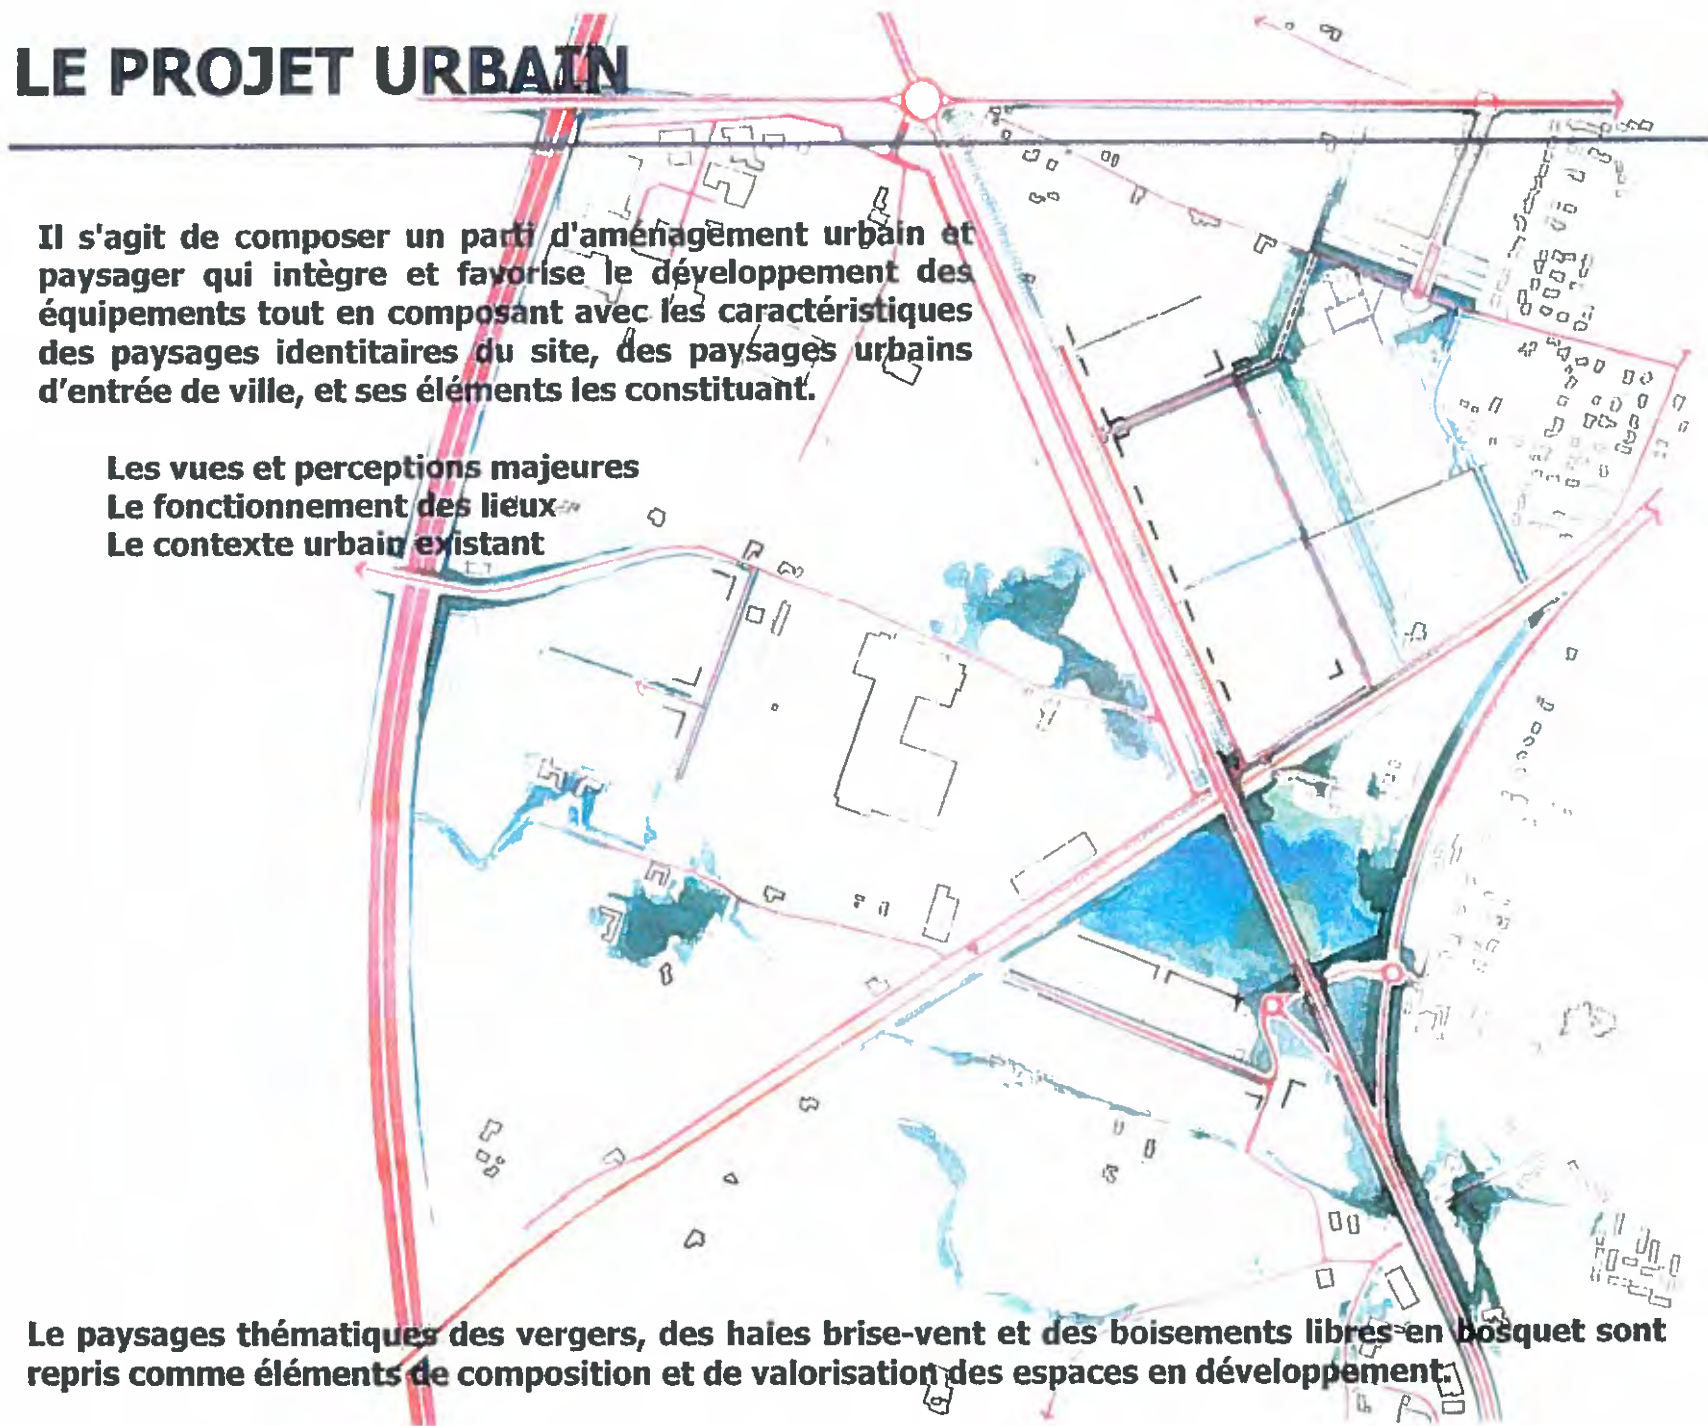 LE PROJET URBAIN
Il s'agit de composer un parti d'aménagement urbain et
paysager qui intègre et favorise le développement des
équipements tout en composant avec les caractéristiques
des paysages identitaires du site, des paysages urbains
d'entrée de ville, et ses éléments les constituant.
Les vues et perceptions majeures
Le fonctionnement des lieux
Le contexte urbain existant
Le paysages thématiques des vergers, des haies brise-vent et des boisements libres en bosquet sont
repris comme éléments de composition et de valorisation des espaces en développement.